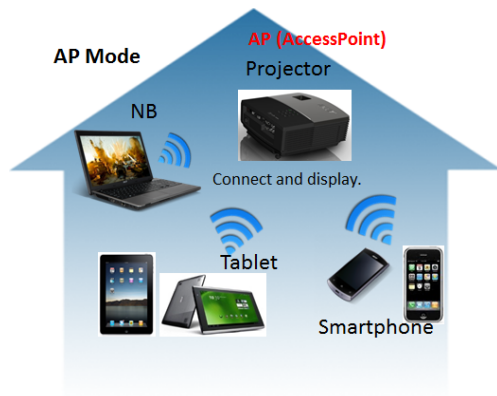 AP (AccessPoint)
AP Mode
Projector
NB
Connect and display.
Tablet
Smartphone